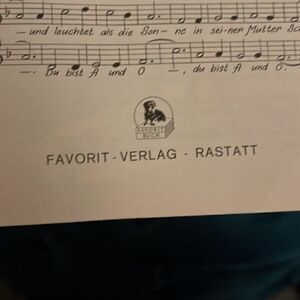 - und leuchtet als die Son - ne in sei-ner Mutter
-. Du bist A und O -, du bist A und O.
FAVORIT
BUCH
FAVORIT - VERLAG - RASTATT